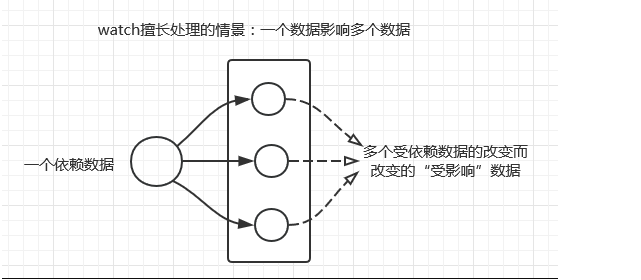 watch擅长处理的情景：一个数据影响多个数据
一个依赖数据
多个受依赖数据的改变而
改变的“受影响”数据